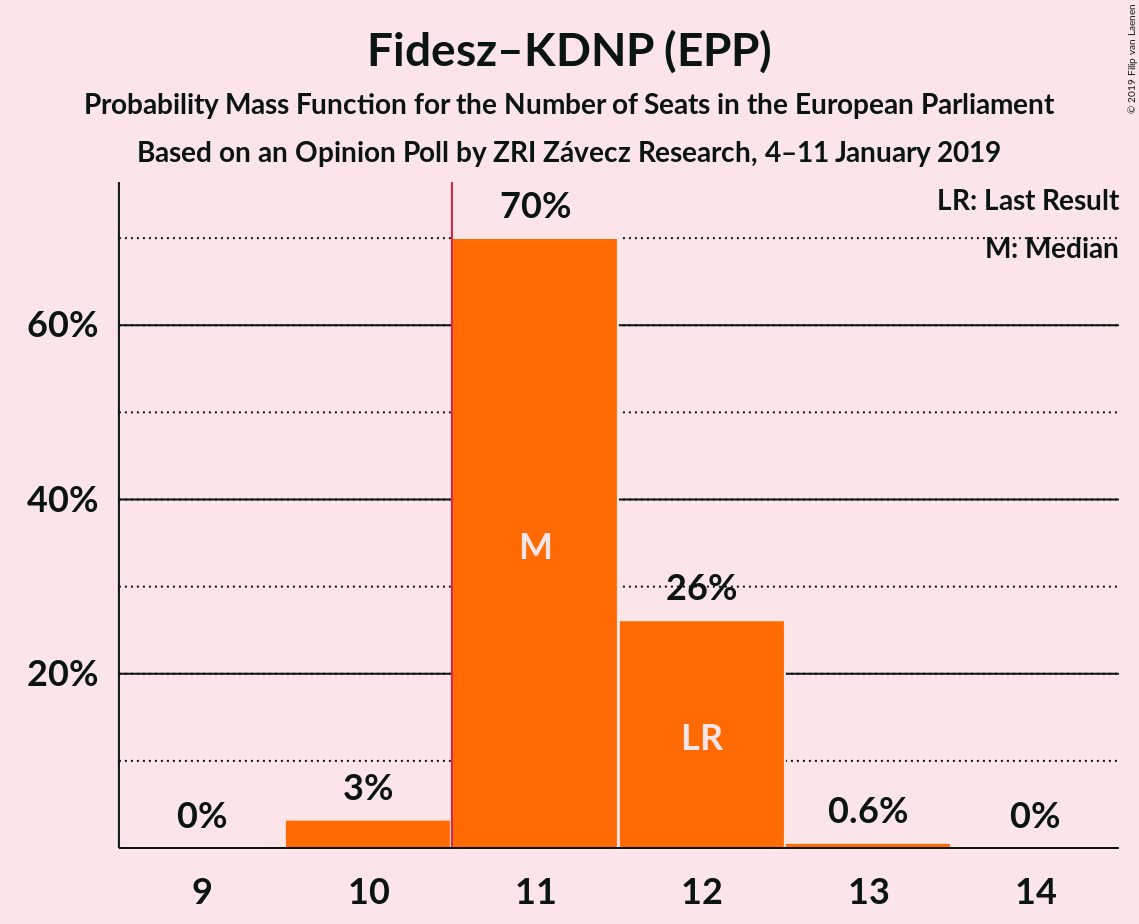 Fidesz–KDNP (EPP)
Probability Mass Function for the Number of Seats in the European Parliament
Based on an Opinion Poll by ZRI Závecz Research, 4–11 January 2019
© 2019 Filip van Laenen
LR: Last Result
M: Median
70%
60%
40%
20%
M
26%
LR
0%
3%
0.6%
0%
9
10
11
12
13
14